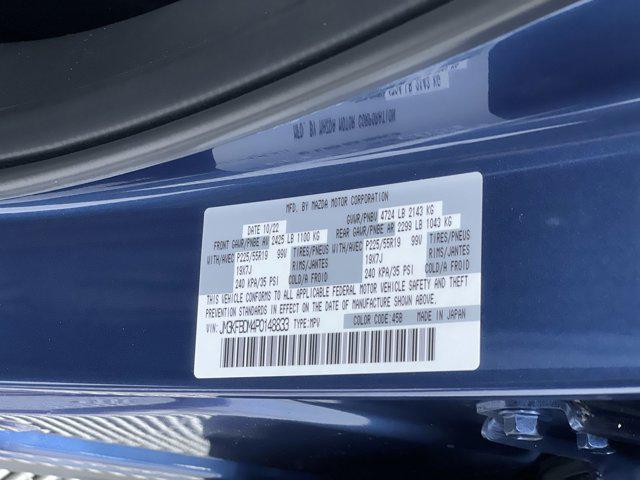 MFD. BY MAZDA MOTOR CORPORATION
DATE 10/22 GVWR/PNBV 4724 LB 2143 KG
FRONT GAWR/PNBE AV 2425 LB 1100 KG REAR GAWR/PNBE AR 2299 LB 1043 KG
WITH/AVEC P225/55R19 99V TIRES/PNEUS WITH/AVEC P225/55R19 99V TIRES/PNEUS
19X7J RIMS/JANTES 19X7J RIMS/JANTES
240 KPA/35 PSI COLD/A FROID 240 KPA/35 PSI COLD/A FROID
THIS VEHICLE CONFORMS TO ALL APPLICABLE FEDERAL MOTOR VEHICLE SAFETY AND THEFT
PREVENTION STANDARDS IN EFFECT ON THE DATE OF MANUFACTURE SHOWN ABOVE.
VIN: JM3KFBDM4P0148833 TYPE:MPV COLOR CODE:45B MADE IN JAPAN